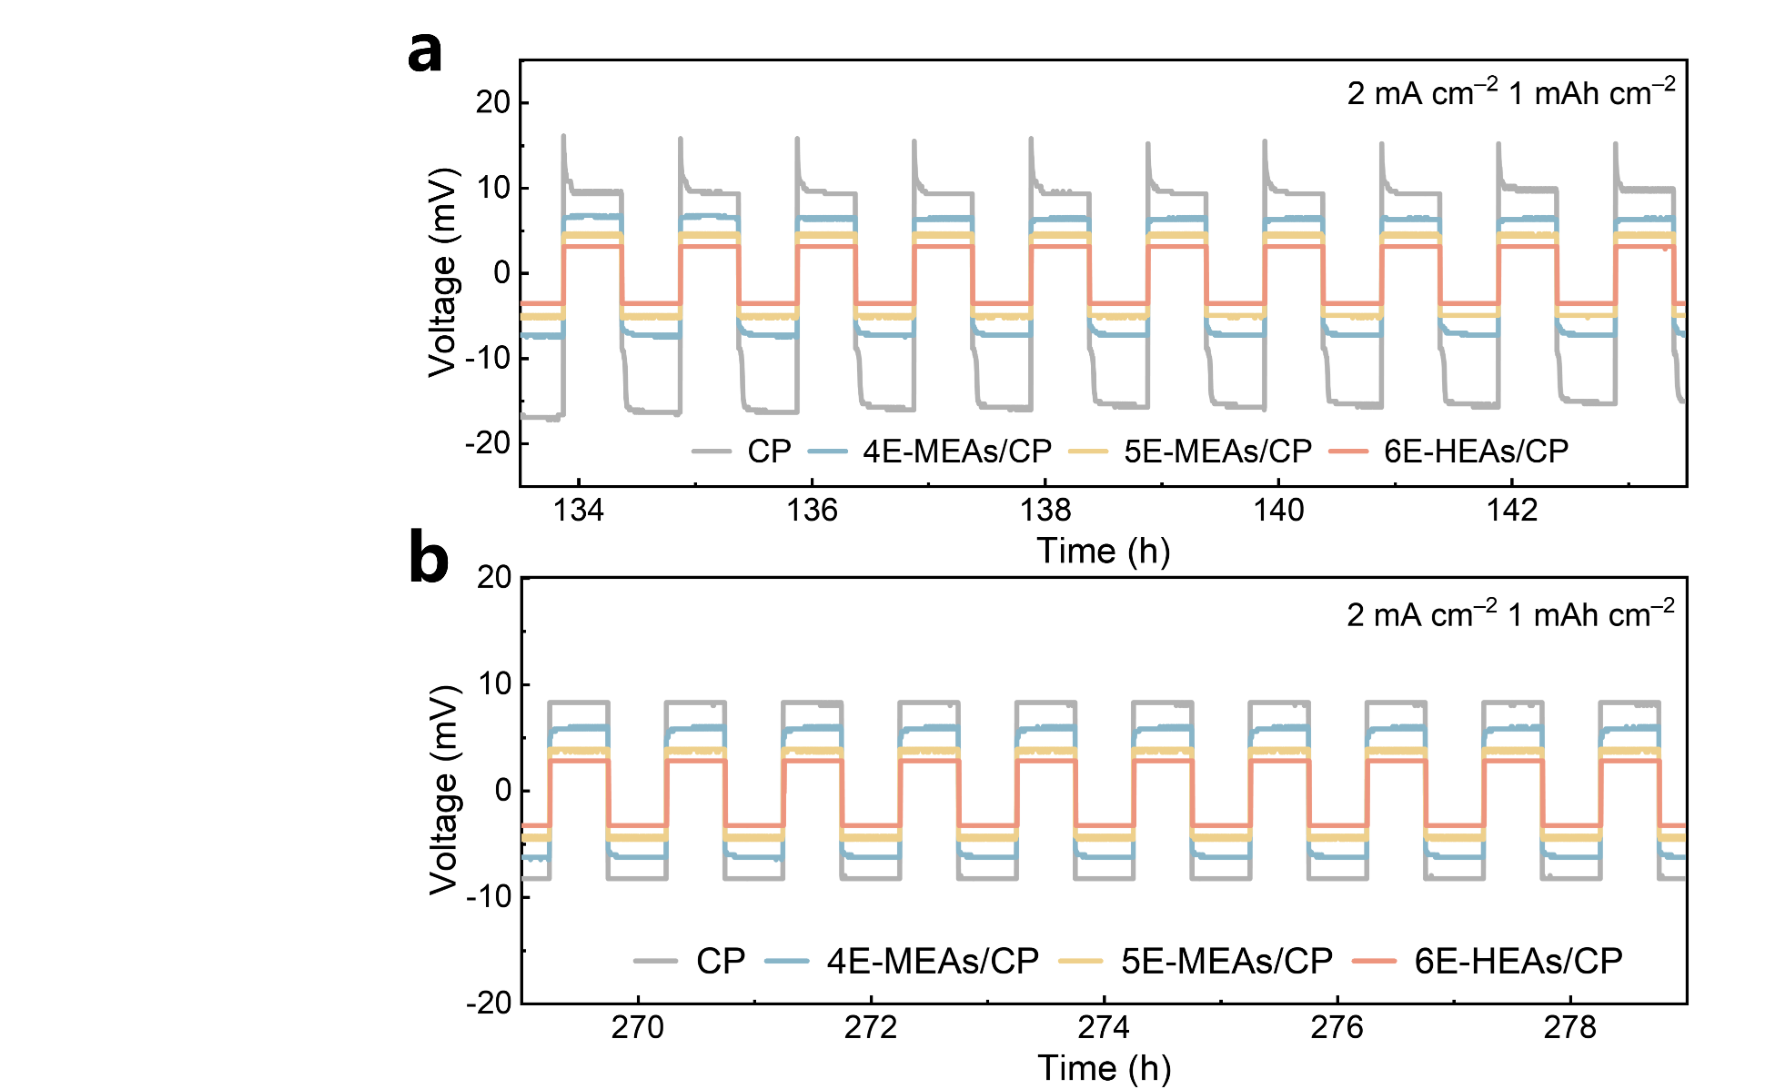 a
2 mA cm⁻² 1 mAh cm⁻²
20
10
0
-10
-20
Voltage (mV)
CP 4E-MEAs/CP 5E-MEAs/CP 6E-HEAs/CP
134 136 138 140 142
Time (h)
b
2 mA cm⁻² 1 mAh cm⁻²
20
10
0
-10
-20
Voltage (mV)
CP 4E-MEAs/CP 5E-MEAs/CP 6E-HEAs/CP
270 272 274 276 278
Time (h)